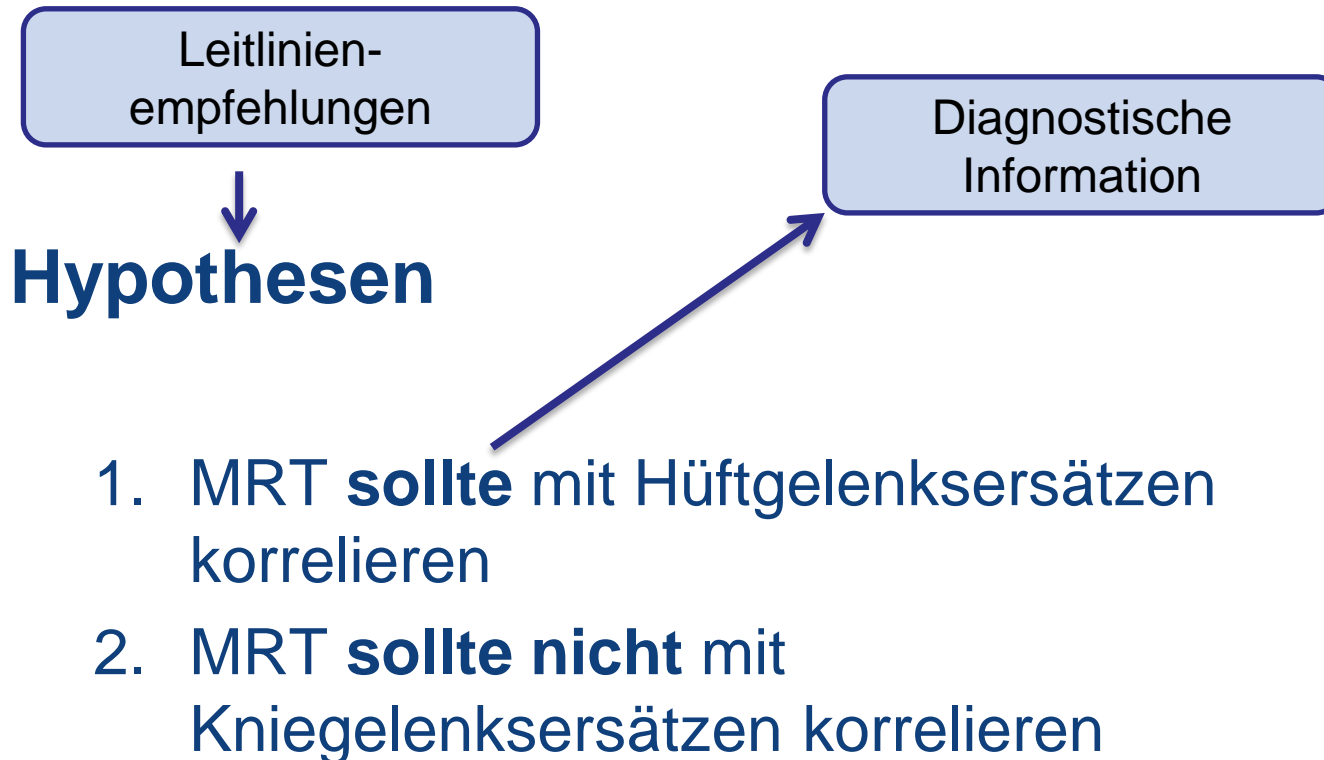 Leitlinien-
empfehlungen
Diagnostische
Information
Hypothesen
1. MRT sollte mit Hüftgelenksersätzen
korrelieren
2. MRT sollte nicht mit
Kniegelenksersätzen korrelieren